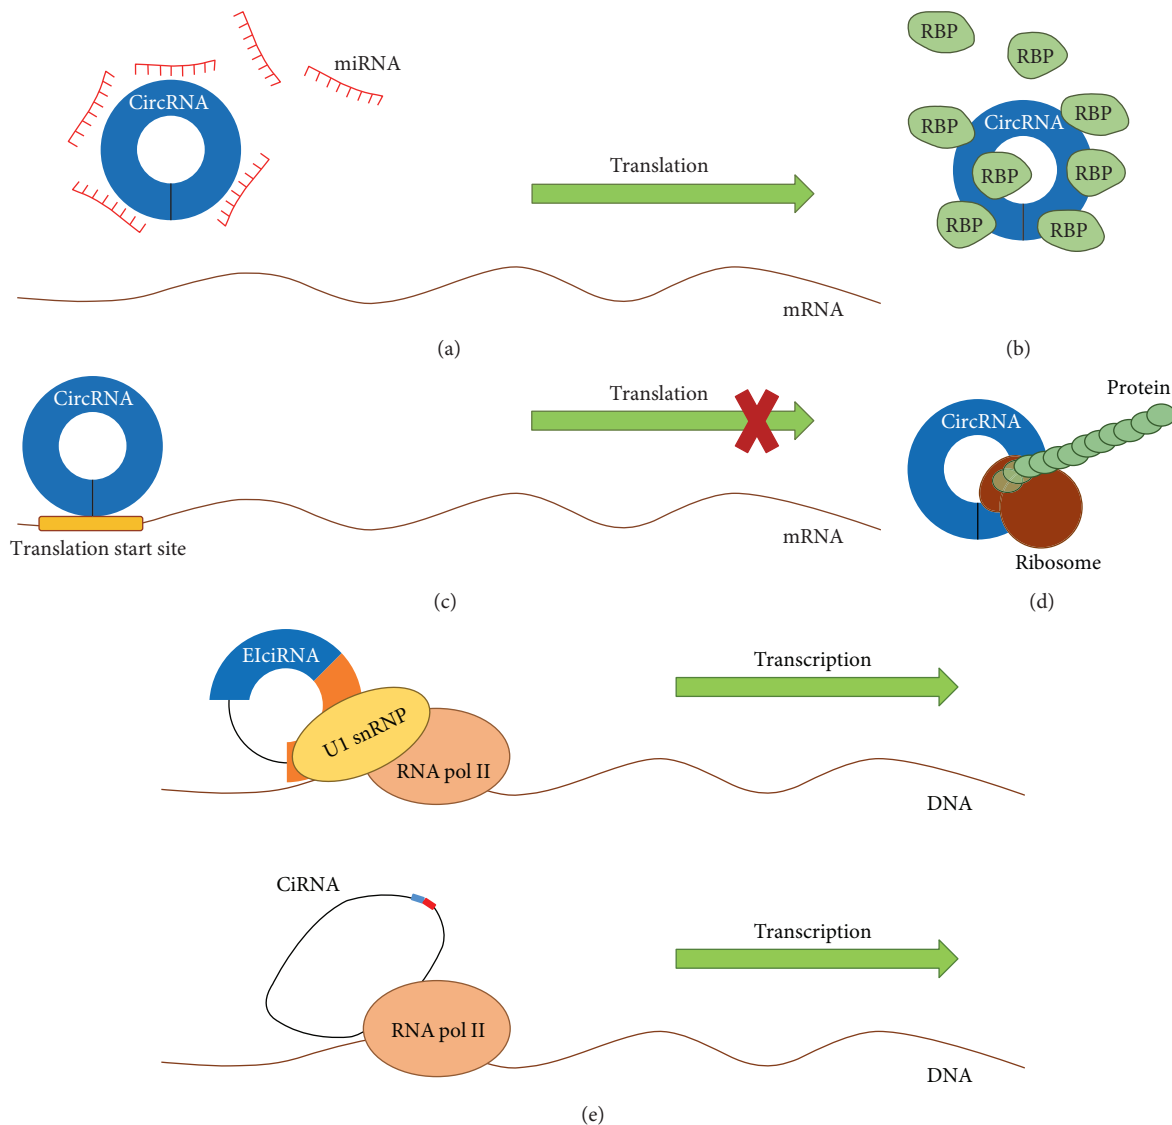 miRNA
CircRNA
Translation
mRNA
(a)
RBP
RBP
CircRNA
RBP
RBP
RBP
RBP
RBP
RBP
(b)
CircRNA
Translation
Translation start site
mRNA
(c)
Protein
CircRNA
Ribosome
(d)
EIciRNA
U1 snRNP
RNA pol II
Transcription
DNA
CiRNA
Transcription
RNA pol II
DNA
(e)